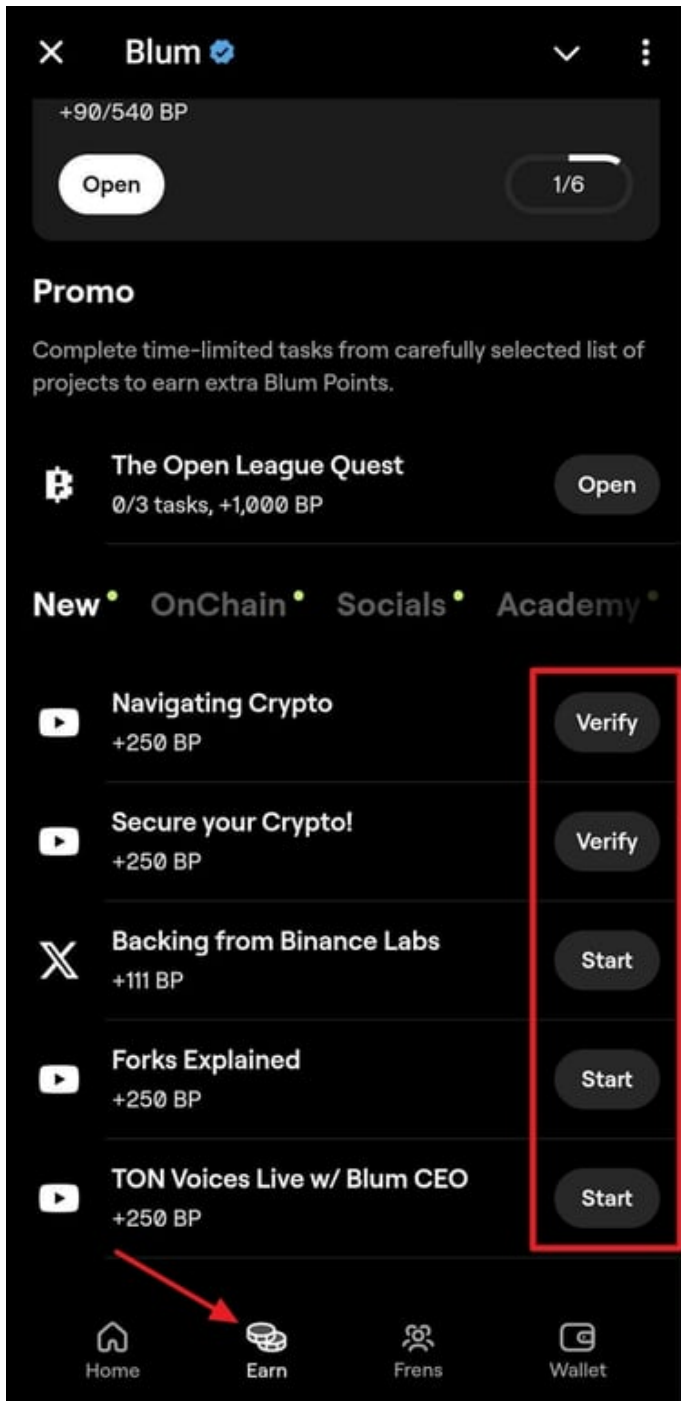 Blum
+90/540 BP
Open
1/6
Promo
Complete time-limited tasks from carefully selected list of
projects to earn extra Blum Points.
The Open League Quest
0/3 tasks, +1,000 BP
Open
New OnChain Socials Academy
Navigating Crypto
+250 BP
Verify
Secure your Crypto!
+250 BP
Verify
Backing from Binance Labs
+111 BP
Start
Forks Explained
+250 BP
Start
TON Voices Live w/ Blum CEO
+250 BP
Start
Home Earn Frens Wallet